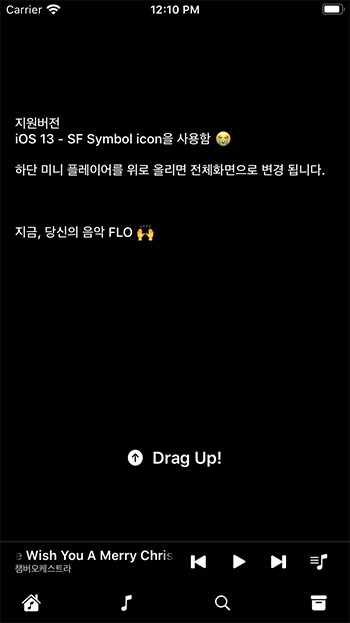 Carrier 12:10 PM
지원버전
iOS 13 - SF Symbol icon을 사용함 😭
하단 미니 플레이어를 위로 올리면 전체화면으로 변경 됩니다.
지금, 당신의 음악 FLO 🙌
Drag Up!
e Wish You A Merry Chris
챔버오케스트라